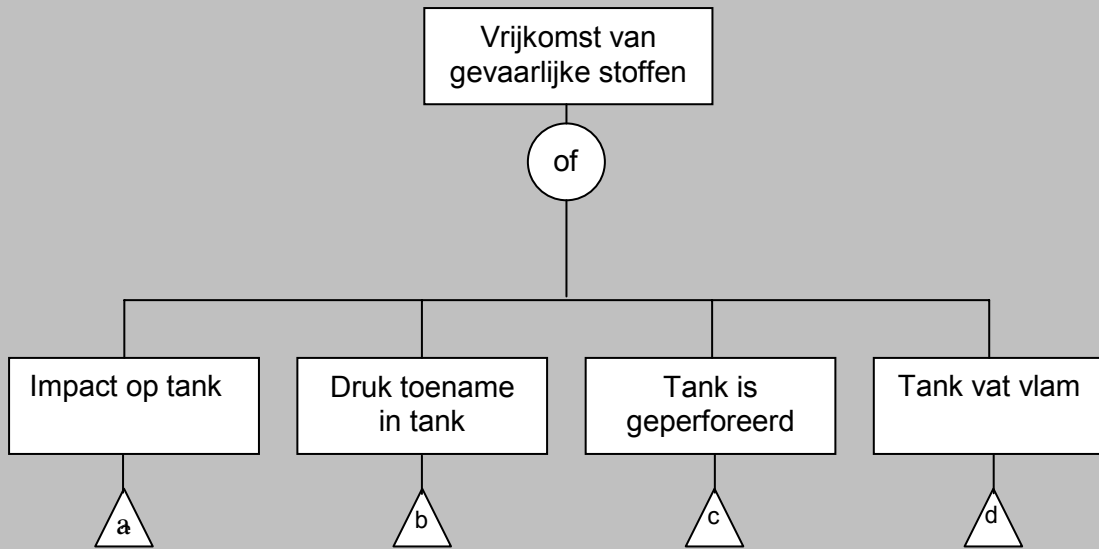 Vrijkomst van
gevaarlijke stoffen
of
Impact op tank
Druk toename
in tank
Tank is
geperforeerd
Tank vat vlam
a
b
c
d